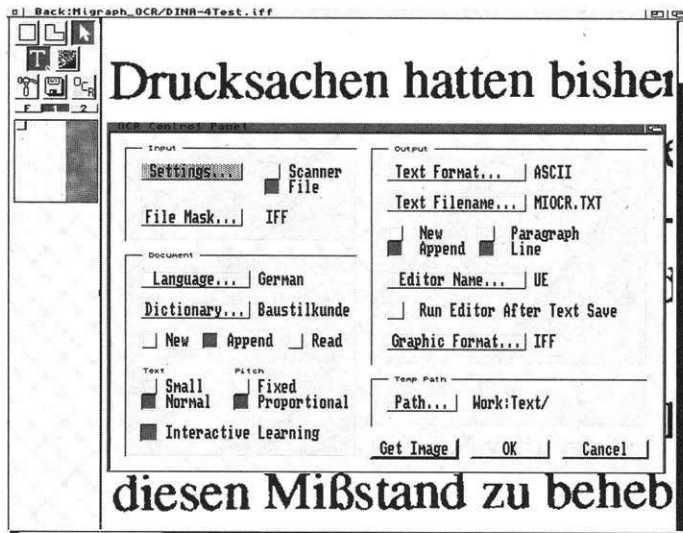 Back:Migraph_OCR/DINA-4Test.iff
T
OCR
F 2
Drucksachen hatten bisher
OCR Control Panel
Input
Settings...
Scanner
File
File Mask... IFF
Document
Language... German
Dictionary... Baustilkunde
New Append Read
Text Pitch
Small Fixed
Normal Proportional
Interactive Learning
Output
Text Format... ASCII
Text Filename... MIOCR.TXT
New Paragraph
Append Line
Editor Name... UE
Run Editor After Text Save
Graphic Format... IFF
Temp Path
Path... Work:Text/
Get Image OK Cancel
diesen Mißstand zu beheb